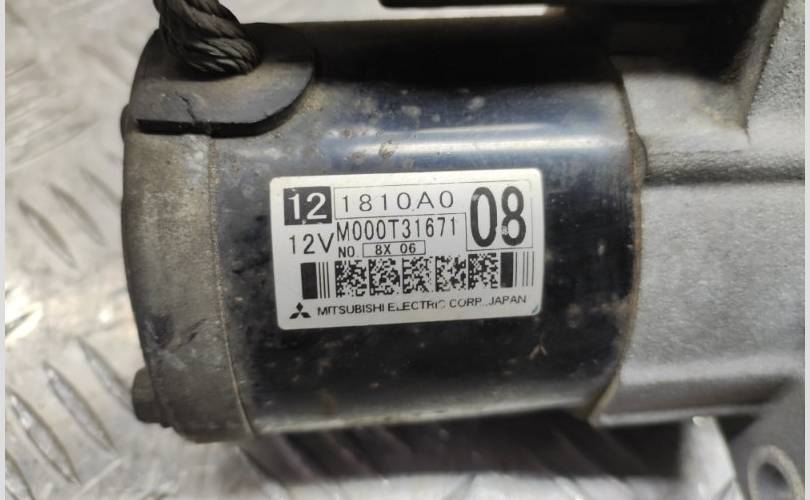 12 1810A0 08
12V M000T31671
NO. 8X 06
MITSUBISHI ELECTRIC CORP. JAPAN